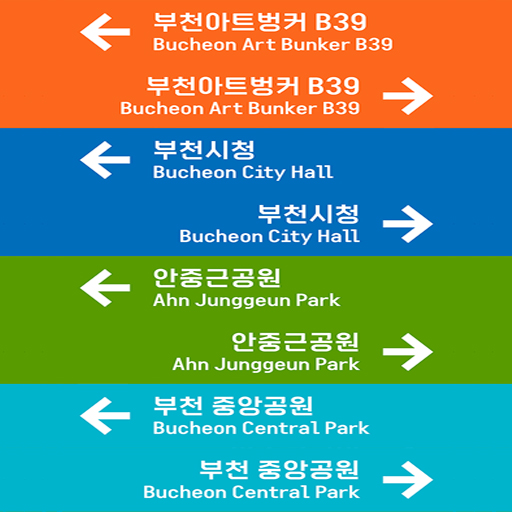 부천아트벙커 B39
Bucheon Art Bunker B39
부천아트벙커 B39
Bucheon Art Bunker B39
부천시청
Bucheon City Hall
부천시청
Bucheon City Hall
안중근공원
Ahn Junggeun Park
안중근공원
Ahn Junggeun Park
부천 중앙공원
Bucheon Central Park
부천 중앙공원
Bucheon Central Park